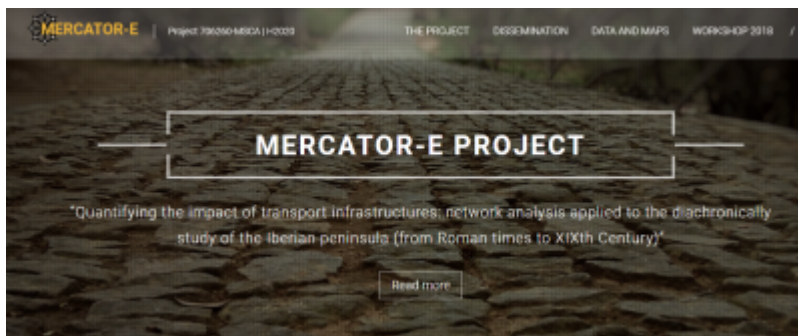 MERCATOR-E | Project 706260-MSCA | H2020 THE PROJECT DISSEMINATION DATA AND MAPS WORKSHOP 2018 /
MERCATOR-E PROJECT
"Quantifying the impact of transport infrastructures: network analysis applied to the diachronically
study of the Iberian peninsula (from Roman times to XIXth Century)"
Read more